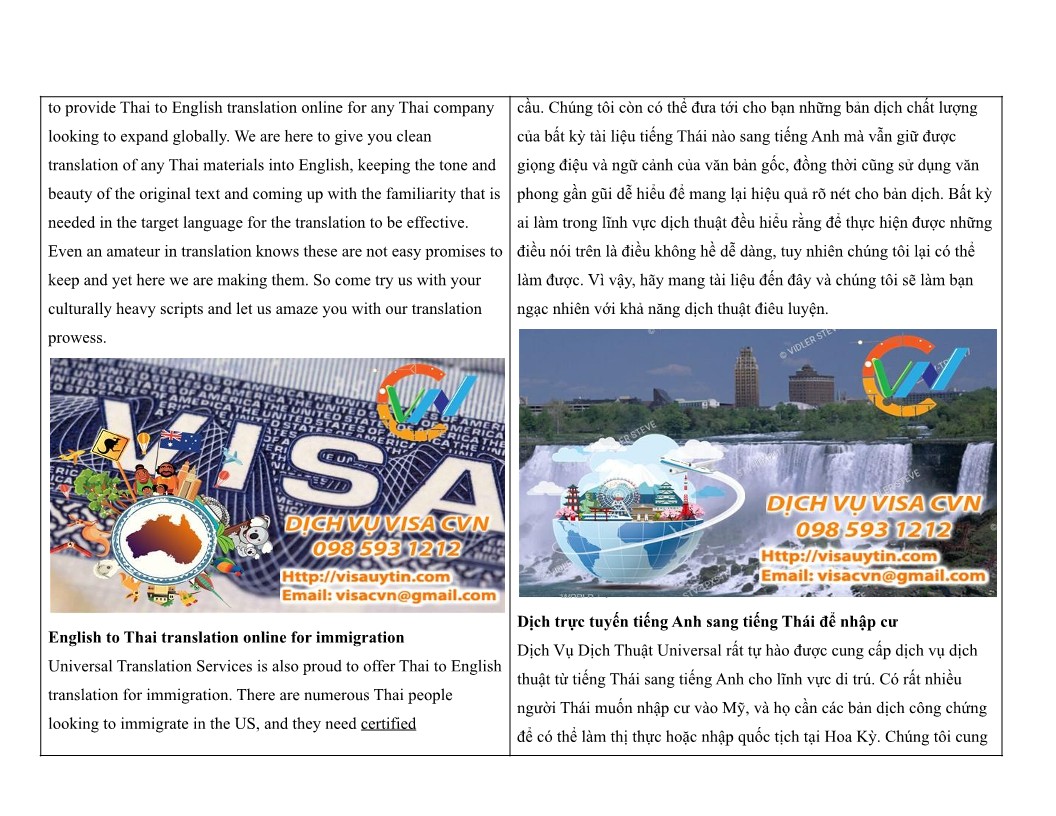 to provide Thai to English translation online for any Thai company
looking to expand globally. We are here to give you clean
translation of any Thai materials into English, keeping the tone and
beauty of the original text and coming up with the familiarity that is
needed in the target language for the translation to be effective.
Even an amateur in translation knows these are not easy promises to
keep and yet here we are making them. So come try us with your
culturally heavy scripts and let us amaze you with our translation
prowess.
VISA
DỊCH VỤ VISA CVN
098 593 1212
Http://visauytin.com
Email: visacvn@gmail.com
English to Thai translation online for immigration
Universal Translation Services is also proud to offer Thai to English
translation for immigration. There are numerous Thai people
looking to immigrate in the US, and they need certified
cầu. Chúng tôi còn có thể đưa tới cho bạn những bản dịch chất lượng
của bất kỳ tài liệu tiếng Thái nào sang tiếng Anh mà vẫn giữ được
giọng điệu và ngữ cảnh của văn bản gốc, đồng thời cũng sử dụng văn
phong gần gũi dễ hiểu để mang lại hiệu quả rõ nét cho bản dịch. Bất kỳ
ai làm trong lĩnh vực dịch thuật đều hiểu rằng để thực hiện được những
điều nói trên là điều không hề dễ dàng, tuy nhiên chúng tôi lại có thể
làm được. Vì vậy, hãy mang tài liệu đến đây và chúng tôi sẽ làm bạn
ngạc nhiên với khả năng dịch thuật điêu luyện.
© VIDLER STEVE
DỊCH VỤ VISA CVN
098 593 1212
Http://visauytin.com
Email: visacvn@gmail.com
Dịch trực tuyến tiếng Anh sang tiếng Thái để nhập cư
Dịch Vụ Dịch Thuật Universal rất tự hào được cung cấp dịch vụ dịch
thuật từ tiếng Thái sang tiếng Anh cho lĩnh vực di trú. Có rất nhiều
người Thái muốn nhập cư vào Mỹ, và họ cần các bản dịch công chứng
để có thể làm thị thực hoặc nhập quốc tịch tại Hoa Kỳ. Chúng tôi cung